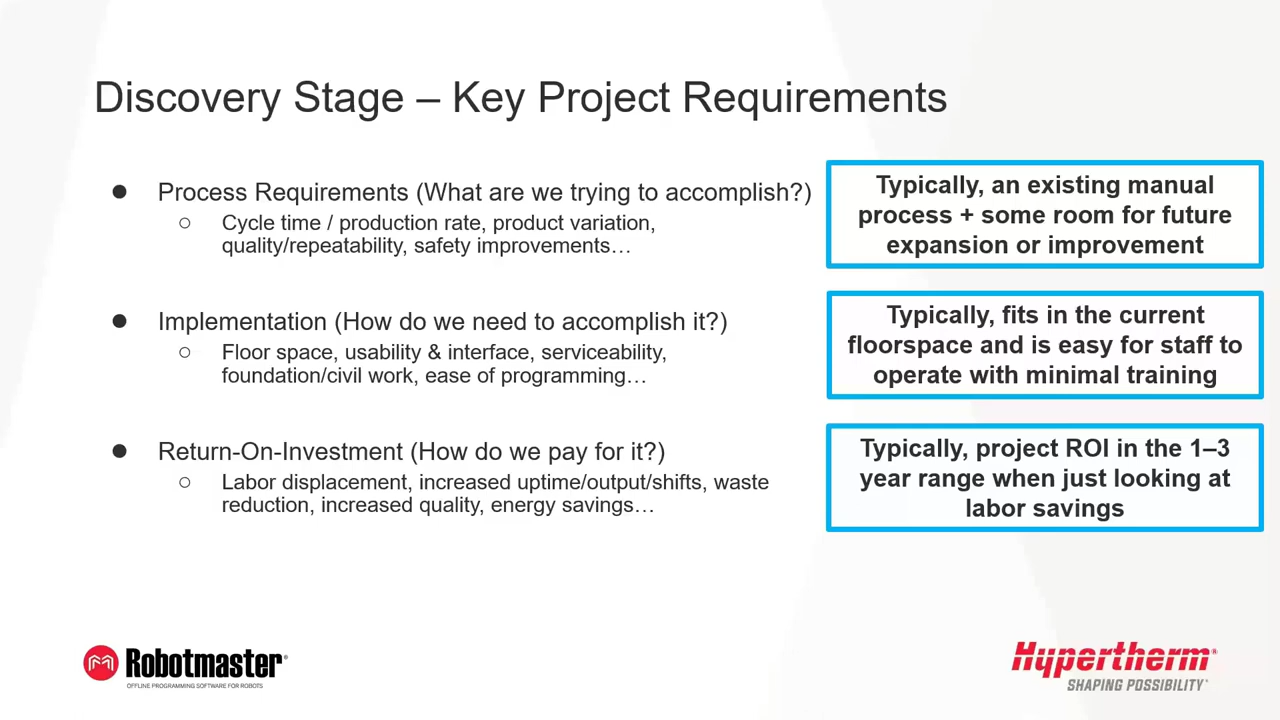 Discovery Stage – Key Project Requirements
● Process Requirements (What are we trying to accomplish?)
○ Cycle time / production rate, product variation,
quality/repeatability, safety improvements…
Typically, an existing manual
process + some room for future
expansion or improvement
● Implementation (How do we need to accomplish it?)
○ Floor space, usability & interface, serviceability,
foundation/civil work, ease of programming…
Typically, fits in the current
floorspace and is easy for staff to
operate with minimal training
● Return-On-Investment (How do we pay for it?)
○ Labor displacement, increased uptime/output/shifts, waste
reduction, increased quality, energy savings…
Typically, project ROI in the 1–3
year range when just looking at
labor savings
Robotmaster®
OFFLINE PROGRAMMING SOFTWARE FOR ROBOTS
Hypertherm®
SHAPING POSSIBILITY™